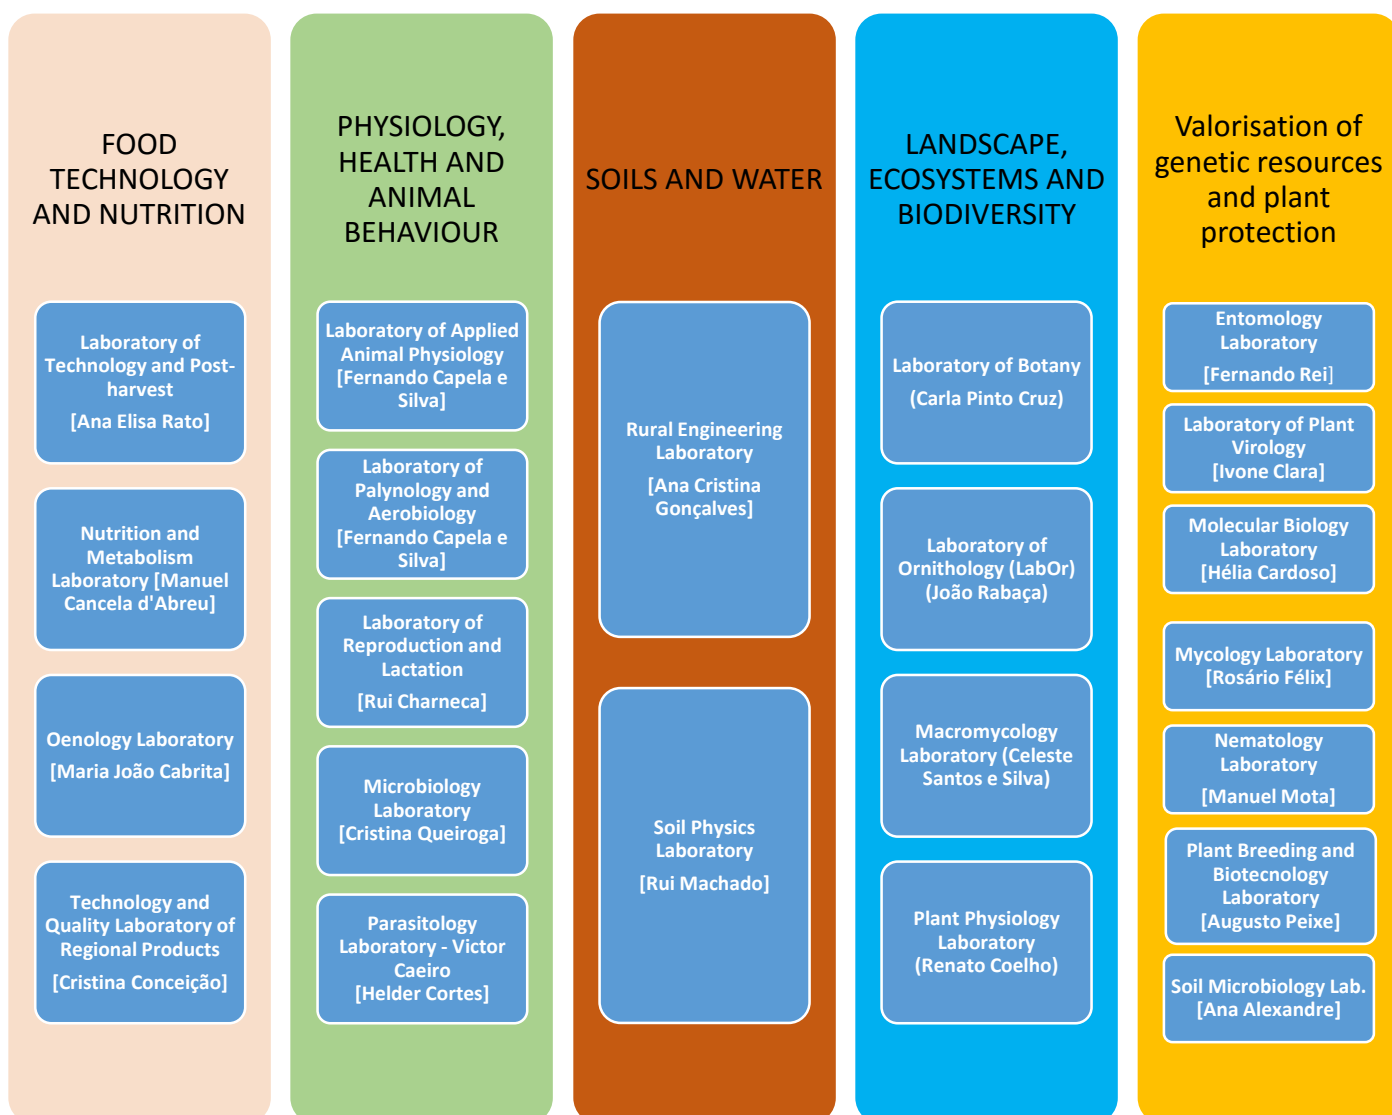 FOOD
TECHNOLOGY
AND NUTRITION
Laboratory of
Technology and Post-
harvest
[Ana Elisa Rato]
Nutrition and
Metabolism
Laboratory [Manuel
Cancela d'Abreu]
Oenology Laboratory
[Maria João Cabrita]
Technology and
Quality Laboratory of
Regional Products
[Cristina Conceição]
PHYSIOLOGY,
HEALTH AND
ANIMAL
BEHAVIOUR
Laboratory of Applied
Animal Physiology
[Fernando Capela e
Silva]
Laboratory of
Palynology and
Aerobiology
[Fernando Capela e
Silva]
Laboratory of
Reproduction and
Lactation
[Rui Charneca]
Microbiology
Laboratory
[Cristina Queiroga]
Parasitology
Laboratory - Victor
Caeiro
[Helder Cortes]
SOILS AND WATER
Rural Engineering
Laboratory
[Ana Cristina
Gonçalves]
Soil Physics
Laboratory
[Rui Machado]
LANDSCAPE,
ECOSYSTEMS AND
BIODIVERSITY
Laboratory of Botany
(Carla Pinto Cruz)
Laboratory of
Ornithology (LabOr)
(João Rabaça)
Macromycology
Laboratory (Celeste
Santos e Silva)
Plant Physiology
Laboratory
(Renato Coelho)
Valorisation of
genetic resources
and plant
protection
Entomology
Laboratory
[Fernando Rei]
Laboratory of Plant
Virology
[Ivone Clara]
Molecular Biology
Laboratory
[Hélia Cardoso]
Mycology Laboratory
[Rosário Félix]
Nematology
Laboratory
[Manuel Mota]
Plant Breeding and
Biotecnology
Laboratory
[Augusto Peixe]
Soil Microbiology Lab.
[Ana Alexandre]